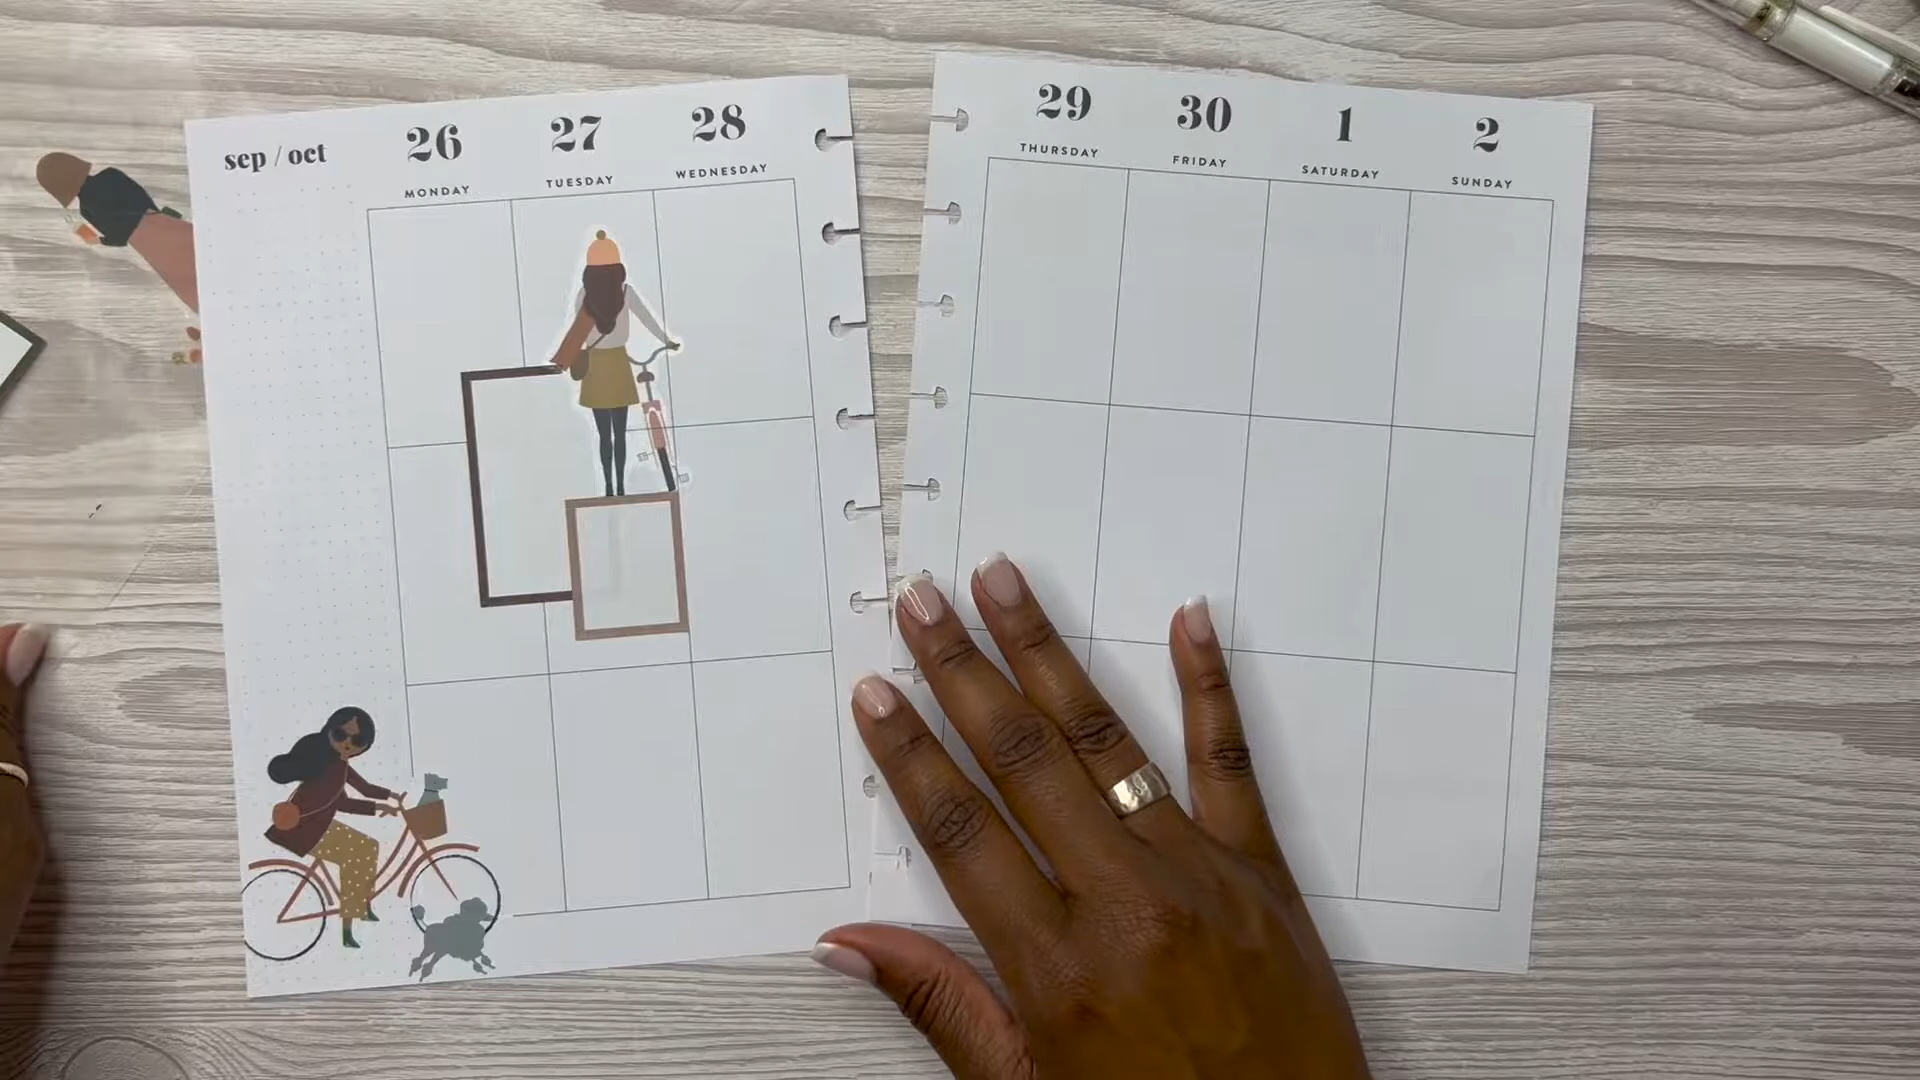 sep / oct
26
MONDAY
27
TUESDAY
28
WEDNESDAY
29
THURSDAY
30
FRIDAY
1
SATURDAY
2
SUNDAY